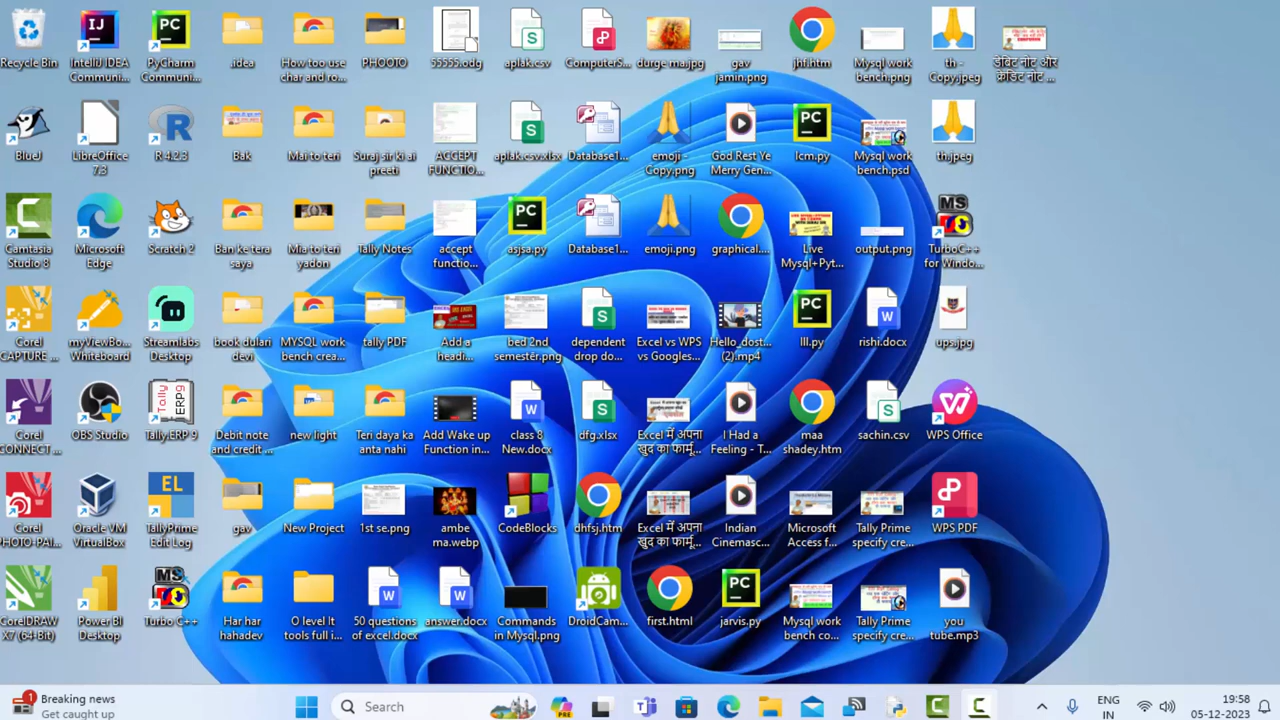 Recycle Bin
IntelliJ IDEA
Communi...
PyCharm
Communi...
.idea
How to use
char and ro...
PHOOTO
55555.odg
aplak.csv
ComputerS...
durge ma.jpg
gav
jamin.png
jhf.htm
Mysql work
bench.png
th -
Copy.jpeg
डेबिट नोट और
क्रेडिट नोट ...
BlueJ
LibreOffice
7.3
R 4.2.3
Bak
Mai to teri
Suraj sir ki ai
preeti
ACCEPT
FUNCTIO...
aplak.csv.xlsx
Database1...
emoji -
Copy.png
God Rest Ye
Merry Gen...
lcm.py
Mysql work
bench.psd
th.jpeg
Camtasia
Studio 8
Microsoft
Edge
Scratch 2
Ban ke tera
saya
Mia to teri
yadon
Tally Notes
accept
functio...
asjsa.py
Database1...
emoji.png
graphical....
Live
Mysql+Pyt...
output.png
TurboC++
for Windo...
Corel
CAPTURE ...
myViewBo...
Whiteboard
Streamlabs
Desktop
book dulari
devi
MYSQL work
bench crea...
tally PDF
Add a
headi...
bed 2nd
semester.png
dependent
drop do...
Excel vs WPS
vs Googles...
Hello_dost...
(2).mp4
lll.py
rishi.docx
ups.jpg
Corel
CONNECT ...
OBS Studio
Tally.ERP 9
Debit note
and credit ...
new light
Teri daya ka
anta nahi
Add Wake up
Function in...
class 8
New.docx
dfg.xlsx
Excel में अपना
खुद का फार्मू...
I Had a
Feeling - T...
maa
shadey.htm
sachin.csv
WPS Office
Corel
PHOTO-PAI...
Oracle VM
VirtualBox
TallyPrime
Edit Log
gav
New Project
1st se.png
ambe
ma.webp
CodeBlocks
dhfsj.htm
Excel में अपना
खुद का फार्मू...
Indian
Cinemasc...
Microsoft
Access f...
Tally Prime
specify cre...
WPS PDF
CorelDRAW
X7 (64-Bit)
Power BI
Desktop
Turbo C++
Har har
hahadev
O level It
tools full i...
50 questions
of excel.docx
answer.docx
Commands
in Mysql.png
DroidCam...
first.html
jarvis.py
Mysql work
bench co...
Tally Prime
specify cre...
you
tube.mp3
1
Breaking news
Get caught up
Search
ENG
IN
19:58
05-12-2023